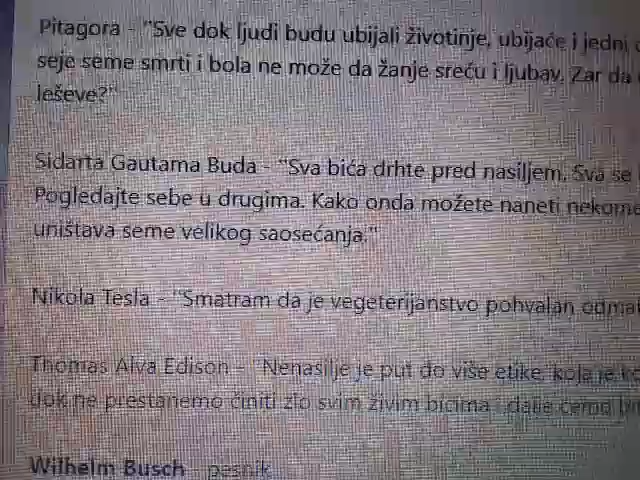 Pitagora - "Sve dok ljudi budu ubijali životinje, ubijaće i jedni
seje seme smrti i bola ne može da žanje sreću i ljubav. Zar da
leševe?"
Sidarta Gautama Buda - "Sva bića drhte pred nasiljem. Sva se
Pogledajte sebe u drugima. Kako onda možete naneti nekome
uništava seme velikog saosećanja."
Nikola Tesla - "Smatram da je vegeterijanstvo pohvalan
Thomas Alva Edison - "Nenasilje je put do više etike, koja je
dok ne prestanemo činiti zlo svim živim bićima i dalje ćemo
Wilhelm Busch - pesnik